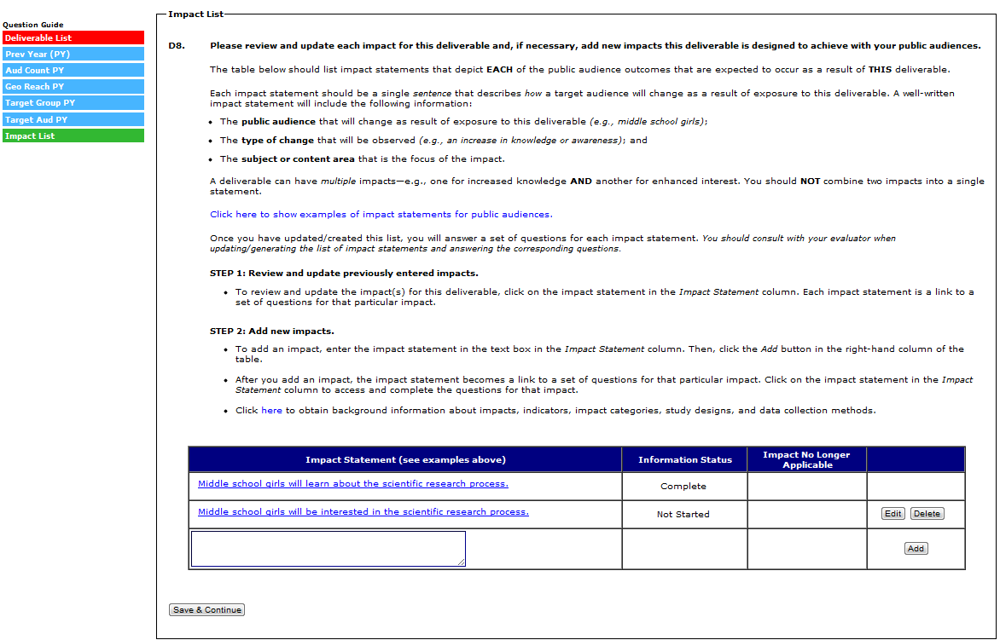 Question Guide
Deliverable List
Prev Year (PY)
Aud Count PY
Geo Reach PY
Target Group PY
Target Aud PY
Impact List
Impact List
D8. Please review and update each impact for this deliverable and, if necessary, add new impacts this deliverable is designed to achieve with your public audiences.
The table below should list impact statements that depict EACH of the public audience outcomes that are expected to occur as a result of THIS deliverable.
Each impact statement should be a single sentence that describes how a target audience will change as a result of exposure to this deliverable. A well-written
impact statement will include the following information:
• The public audience that will change as result of exposure to this deliverable (e.g., middle school girls);
• The type of change that will be observed (e.g., an increase in knowledge or awareness); and
• The subject or content area that is the focus of the impact.
A deliverable can have multiple impacts—e.g., one for increased knowledge AND another for enhanced interest. You should NOT combine two impacts into a single
statement.
Click here to show examples of impact statements for public audiences.
Once you have updated/created this list, you will answer a set of questions for each impact statement. You should consult with your evaluator when
updating/generating the list of impact statements and answering the corresponding questions.
STEP 1: Review and update previously entered impacts.
• To review and update the impact(s) for this deliverable, click on the impact statement in the Impact Statement column. Each impact statement is a link to a
set of questions for that particular impact.
STEP 2: Add new impacts.
• To add an impact, enter the impact statement in the text box in the Impact Statement column. Then, click the Add button in the right-hand column of the
table.
• After you add an impact, the impact statement becomes a link to a set of questions for that particular impact. Click on the impact statement in the Impact
Statement column to access and complete the questions for that impact.
• Click here to obtain background information about impacts, indicators, impact categories, study designs, and data collection methods.
Impact Statement (see examples above) Information Status Impact No Longer
Applicable
Middle school girls will learn about the scientific research process. Complete
Middle school girls will be interested in the scientific research process. Not Started Edit Delete
Add
Save & Continue